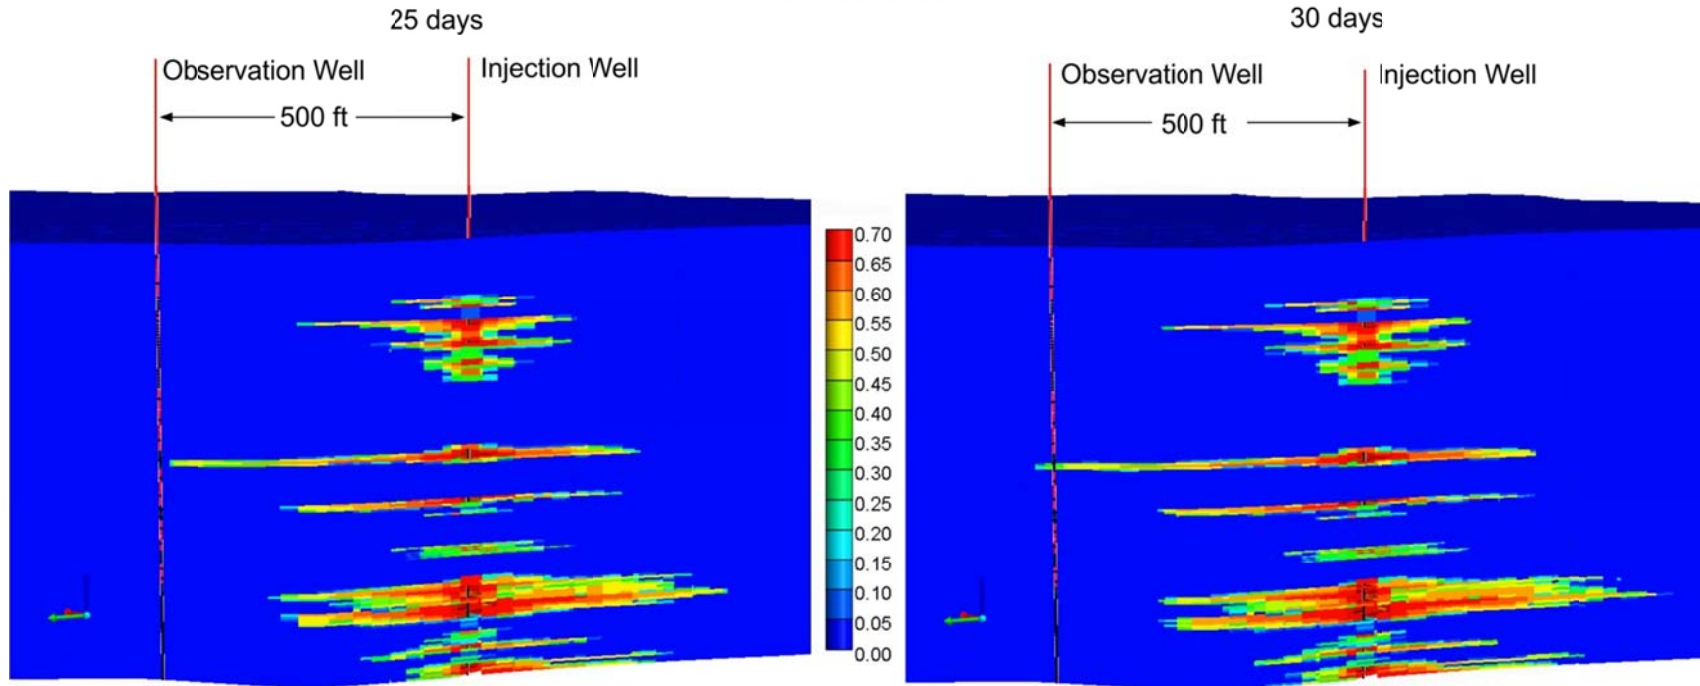 25 days
Observation Well
Injection Well
500 ft
30 days
Observation Well
Injection Well
500 ft
0.70
0.65
0.60
0.55
0.50
0.45
0.40
0.35
0.30
0.25
0.20
0.15
0.10
0.05
0.00